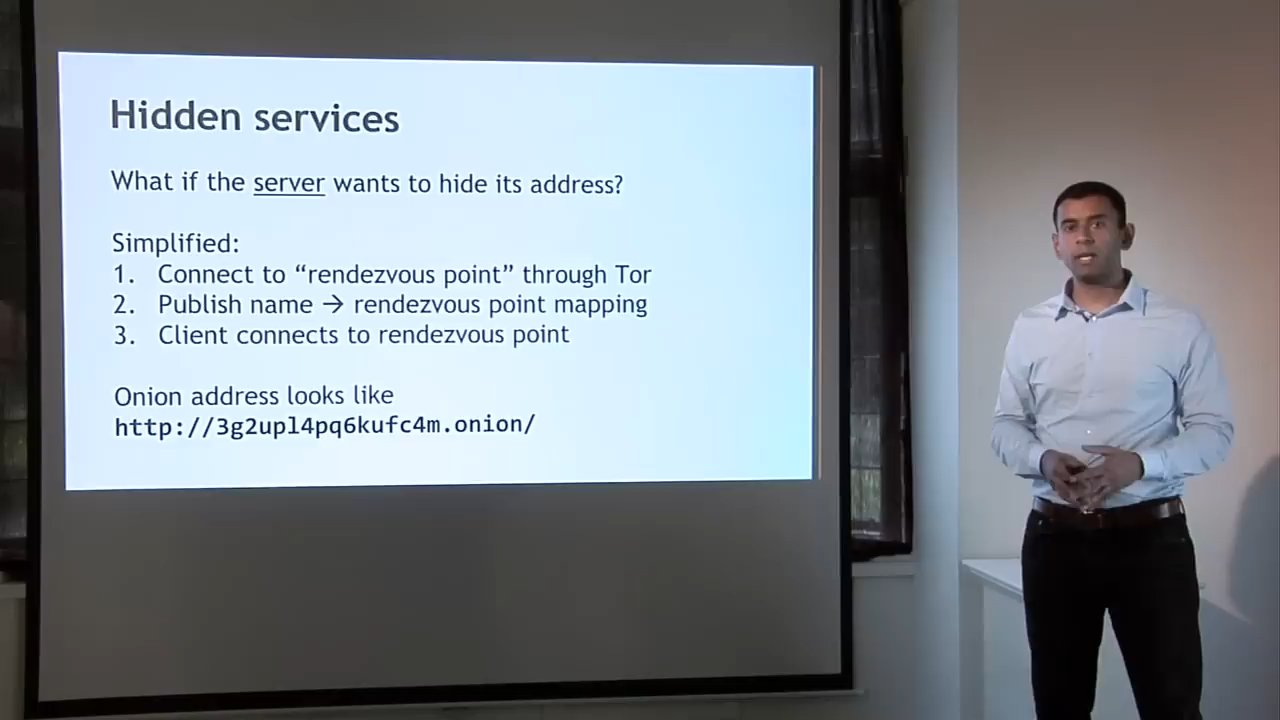 Hidden services
What if the server wants to hide its address?
Simplified:
1. Connect to “rendezvous point” through Tor
2. Publish name → rendezvous point mapping
3. Client connects to rendezvous point
Onion address looks like
http://3g2upl4pq6kufc4m.onion/